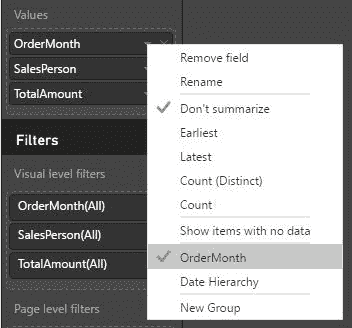 Values
OrderMonth
SalesPerson
TotalAmount
Filters
Visual level filters
OrderMonth(All)
SalesPerson(All)
TotalAmount(All)
Page level filters
Remove field
Rename
Don't summarize
Earliest
Latest
Count (Distinct)
Count
Show items with no data
OrderMonth
Date Hierarchy
New Group